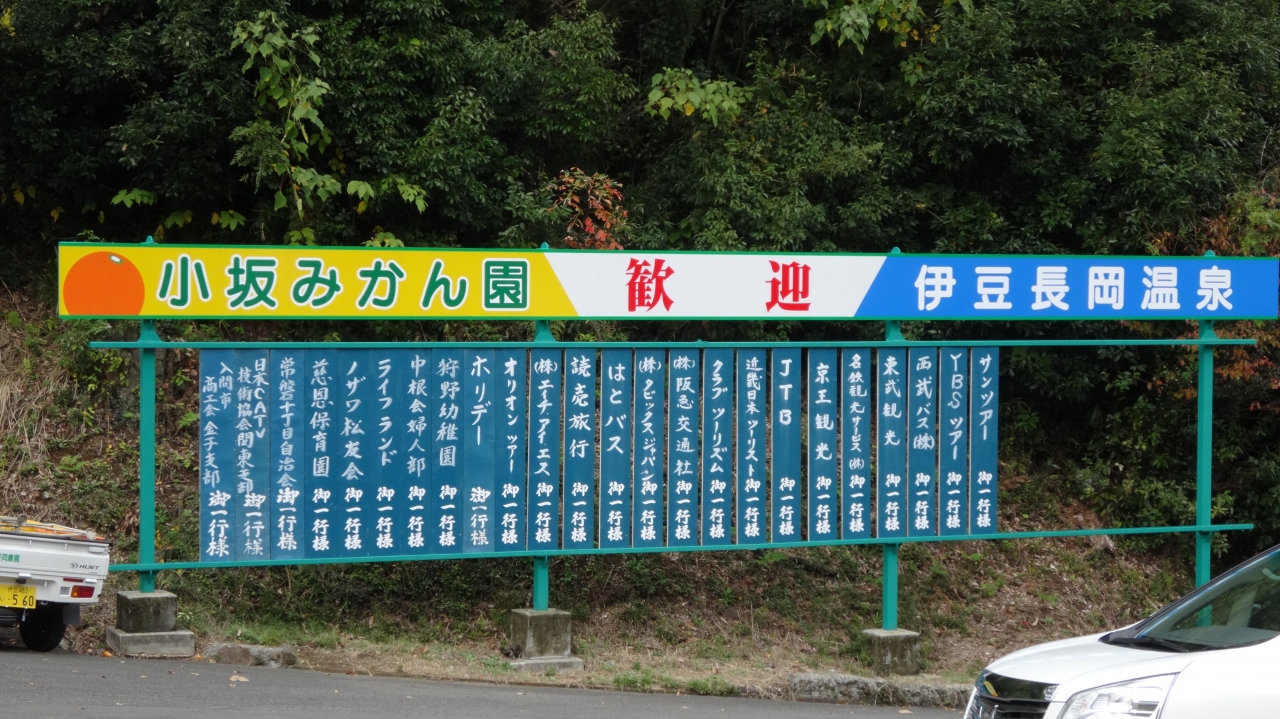 小坂みかん園 歓迎 伊豆長岡温泉
サンツアー 御一行様
YBSツアー 御一行様
西武バス(株) 御一行様
東武観光 御一行様
名鉄観光サービス(株) 御一行様
京王観光 御一行様
JTB 御一行様
近畿日本ツーリスト 御一行様
クラブツーリズム 御一行様
(株)阪急交通社 御一行様
(株)タビックスジャパン 御一行様
はとバス 御一行様
読売旅行 御一行様
(株)エイチ・アイエス 御一行様
オリオンツアー 御一行様
ホリデー 御一行様
狩野幼稚園 御一行様
中根会婦人部 御一行様
ライフランド 御一行様
ノザワ松友会 御一行様
慈恩保育園 御一行様
常磐十丁目自治会 御一行様
日本CATV
技術協会関東支部 御一行様
入間市
商工会金子支部 御一行様
HIJET
560